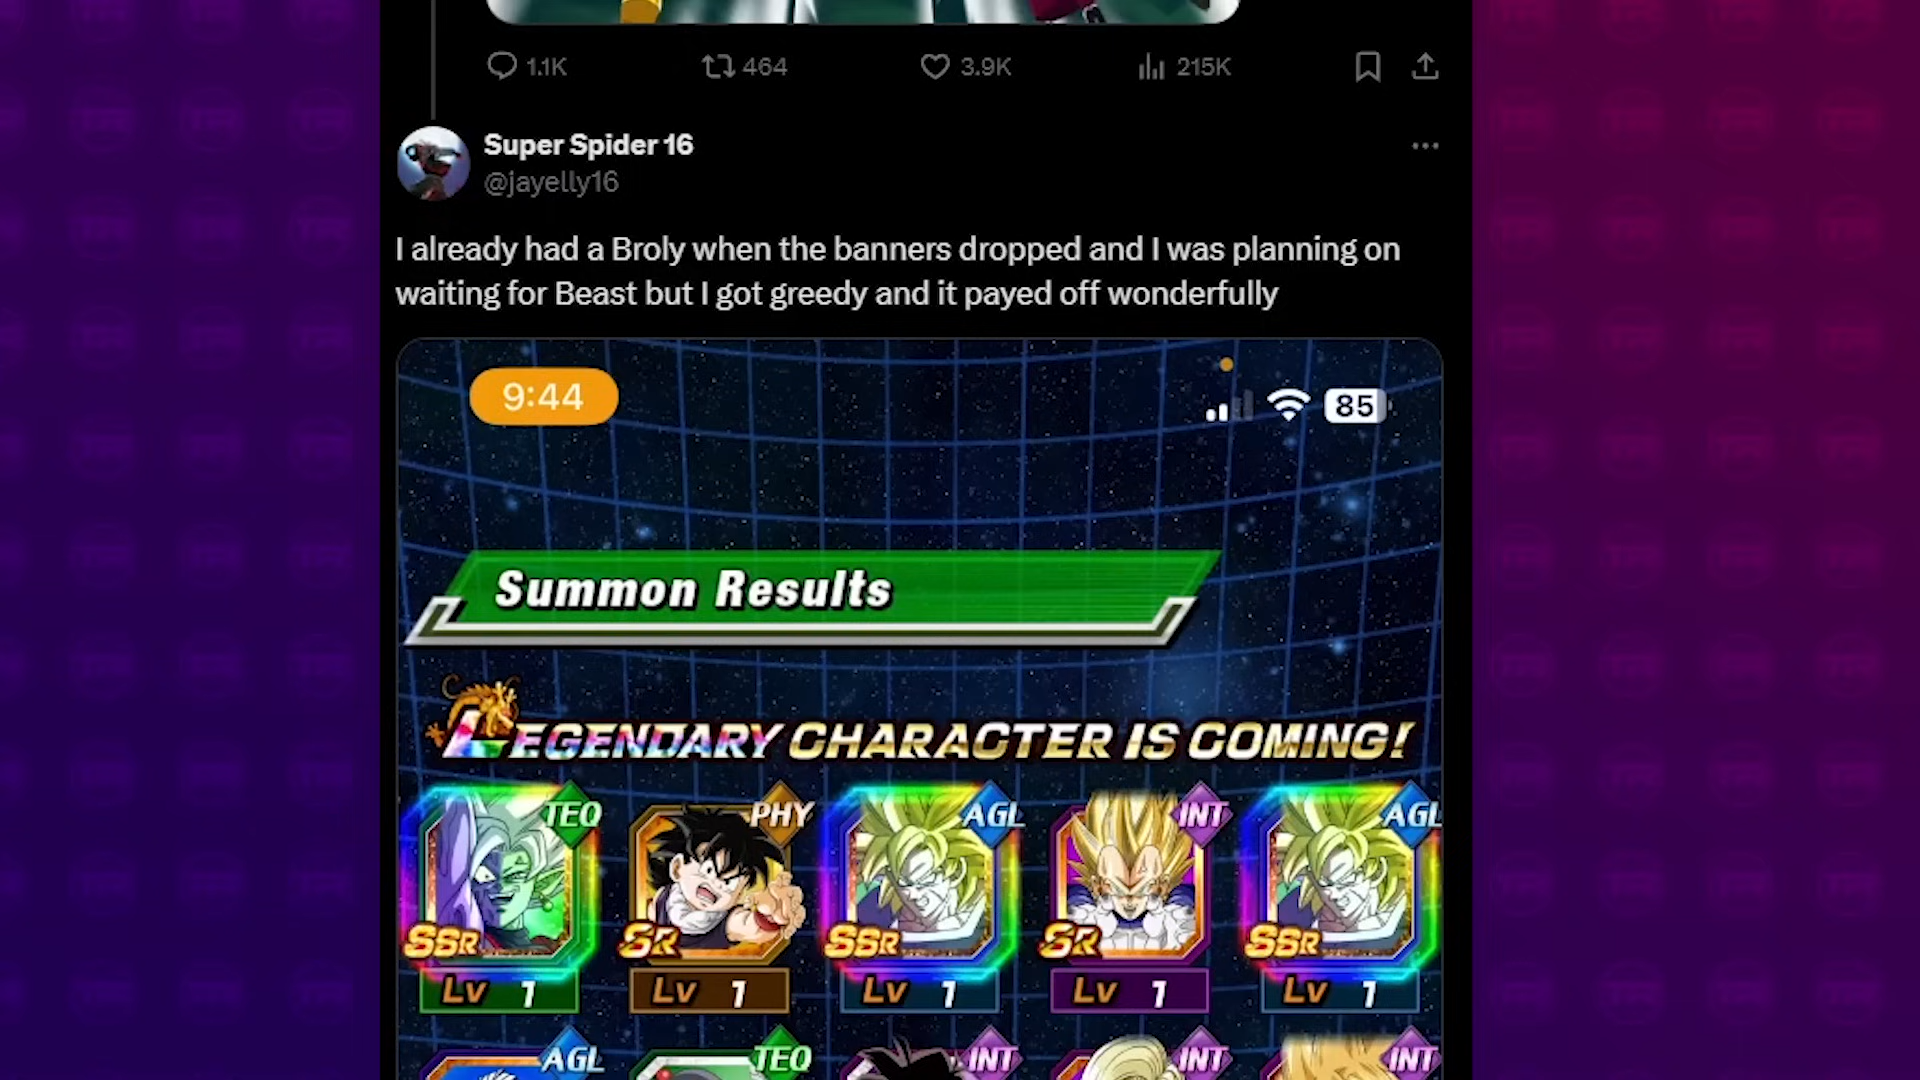 1.1K 464 3.9K 215K
Super Spider 16
@jayelly16
I already had a Broly when the banners dropped and I was planning on
waiting for Beast but I got greedy and it payed off wonderfully
9:44 85
Summon Results
LEGENDARY CHARACTER IS COMING!
TEQ PHY AGL INT AGL
SSR SR SSR SR SSR
Lv 1 Lv 1 Lv 1 Lv 1 Lv 1
AGL TEQ INT INT INT